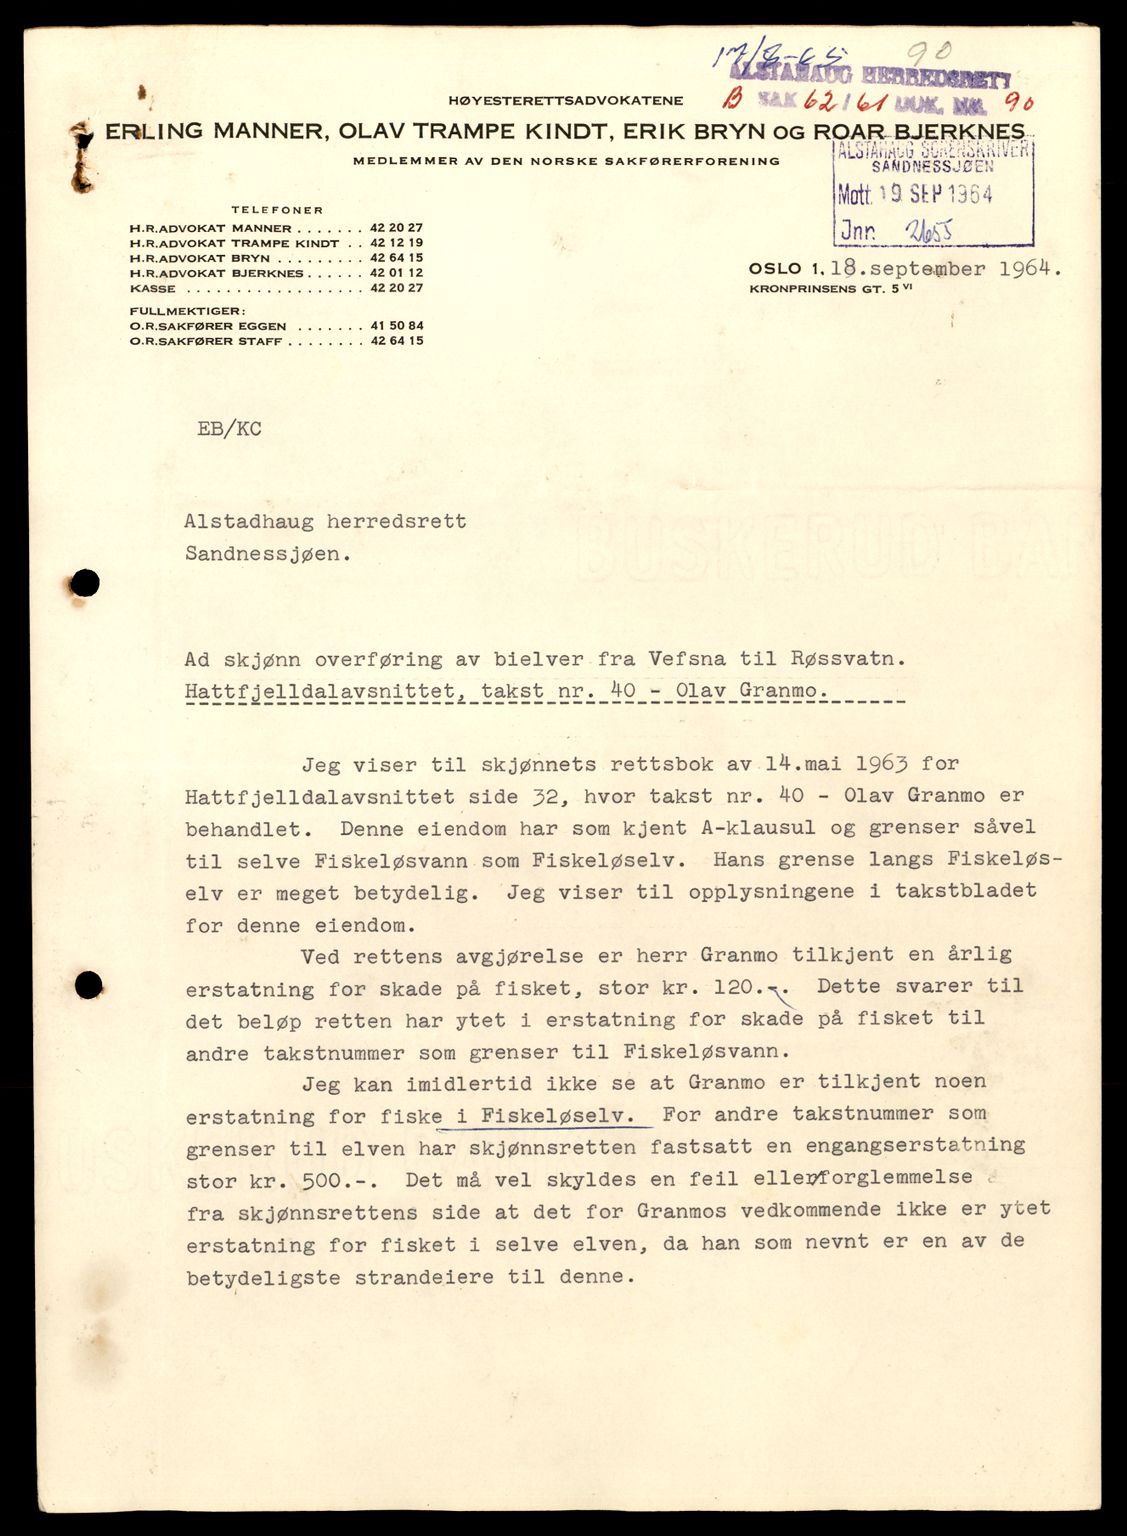 17/8-65 90
ALSTAHAUG HERREDSRETT
B SAK 62/61 DOK. NR. 90
HØYESTERETTSADVOKATENE
ERLING MANNER, OLAV TRAMPE KINDT, ERIK BRYN OG ROAR BJERKNES
MEDLEMMER AV DEN NORSKE SAKFØRERFORENING
ALSTAHAUG SORENSKRIVER
SANDNESSJØEN
Mott. 19 SEP 1964
Jnr. 2655
TELEFONER
H.R.ADVOKAT MANNER . . . . . . . 42 20 27
H.R.ADVOKAT TRAMPE KINDT . . 42 12 19
H.R.ADVOKAT BRYN . . . . . . . . . 42 64 15
H.R.ADVOKAT BJERKNES . . . . . . 42 01 12
KASSE . . . . . . . . . . . . . . . . . . 42 20 27
FULLMEKTIGER:
O.R.SAKFØRER EGGEN . . . . . . . 41 50 84
O.R.SAKFØRER STAFF . . . . . . . . 42 64 15
OSLO 1, 18.september 1964.
KRONPRINSENS GT. 5 VI
EB/KC
Alstadhaug herredsrett
Sandnessjøen.
BUSKERUD BAN
Ad skjønn overføring av bielver fra Vefsna til Røssvatn.
Hattfjelldalavsnittet, takst nr. 40 - Olav Granmo.
Jeg viser til skjønnets rettsbok av 14.mai 1963 for
Hattfjelldalavsnittet side 32, hvor takst nr. 40 - Olav Granmo er
behandlet. Denne eiendom har som kjent A-klausul og grenser såvel
til selve Fiskeløsvann som Fiskeløselv. Hans grense langs Fiskeløs-
elv er meget betydelig. Jeg viser til opplysningene i takstbladet
for denne eiendom.
Ved rettens avgjørelse er herr Granmo tilkjent en årlig
erstatning for skade på fisket, stor kr. 120.-. Dette svarer til
det beløp retten har ytet i erstatning for skade på fisket til
andre takstnummer som grenser til Fiskeløsvann.
Jeg kan imidlertid ikke se at Granmo er tilkjent noen
erstatning for fiske i Fiskeløselv. For andre takstnummer som
grenser til elven har skjønnsretten fastsatt en engangserstatning
stor kr. 500.-. Det må vel skyldes en feil eller forglemmelse
fra skjønnsrettens side at det for Granmos vedkommende ikke er ytet
erstatning for fisket i selve elven, da han som nevnt er en av de
betydeligste strandeiere til denne.